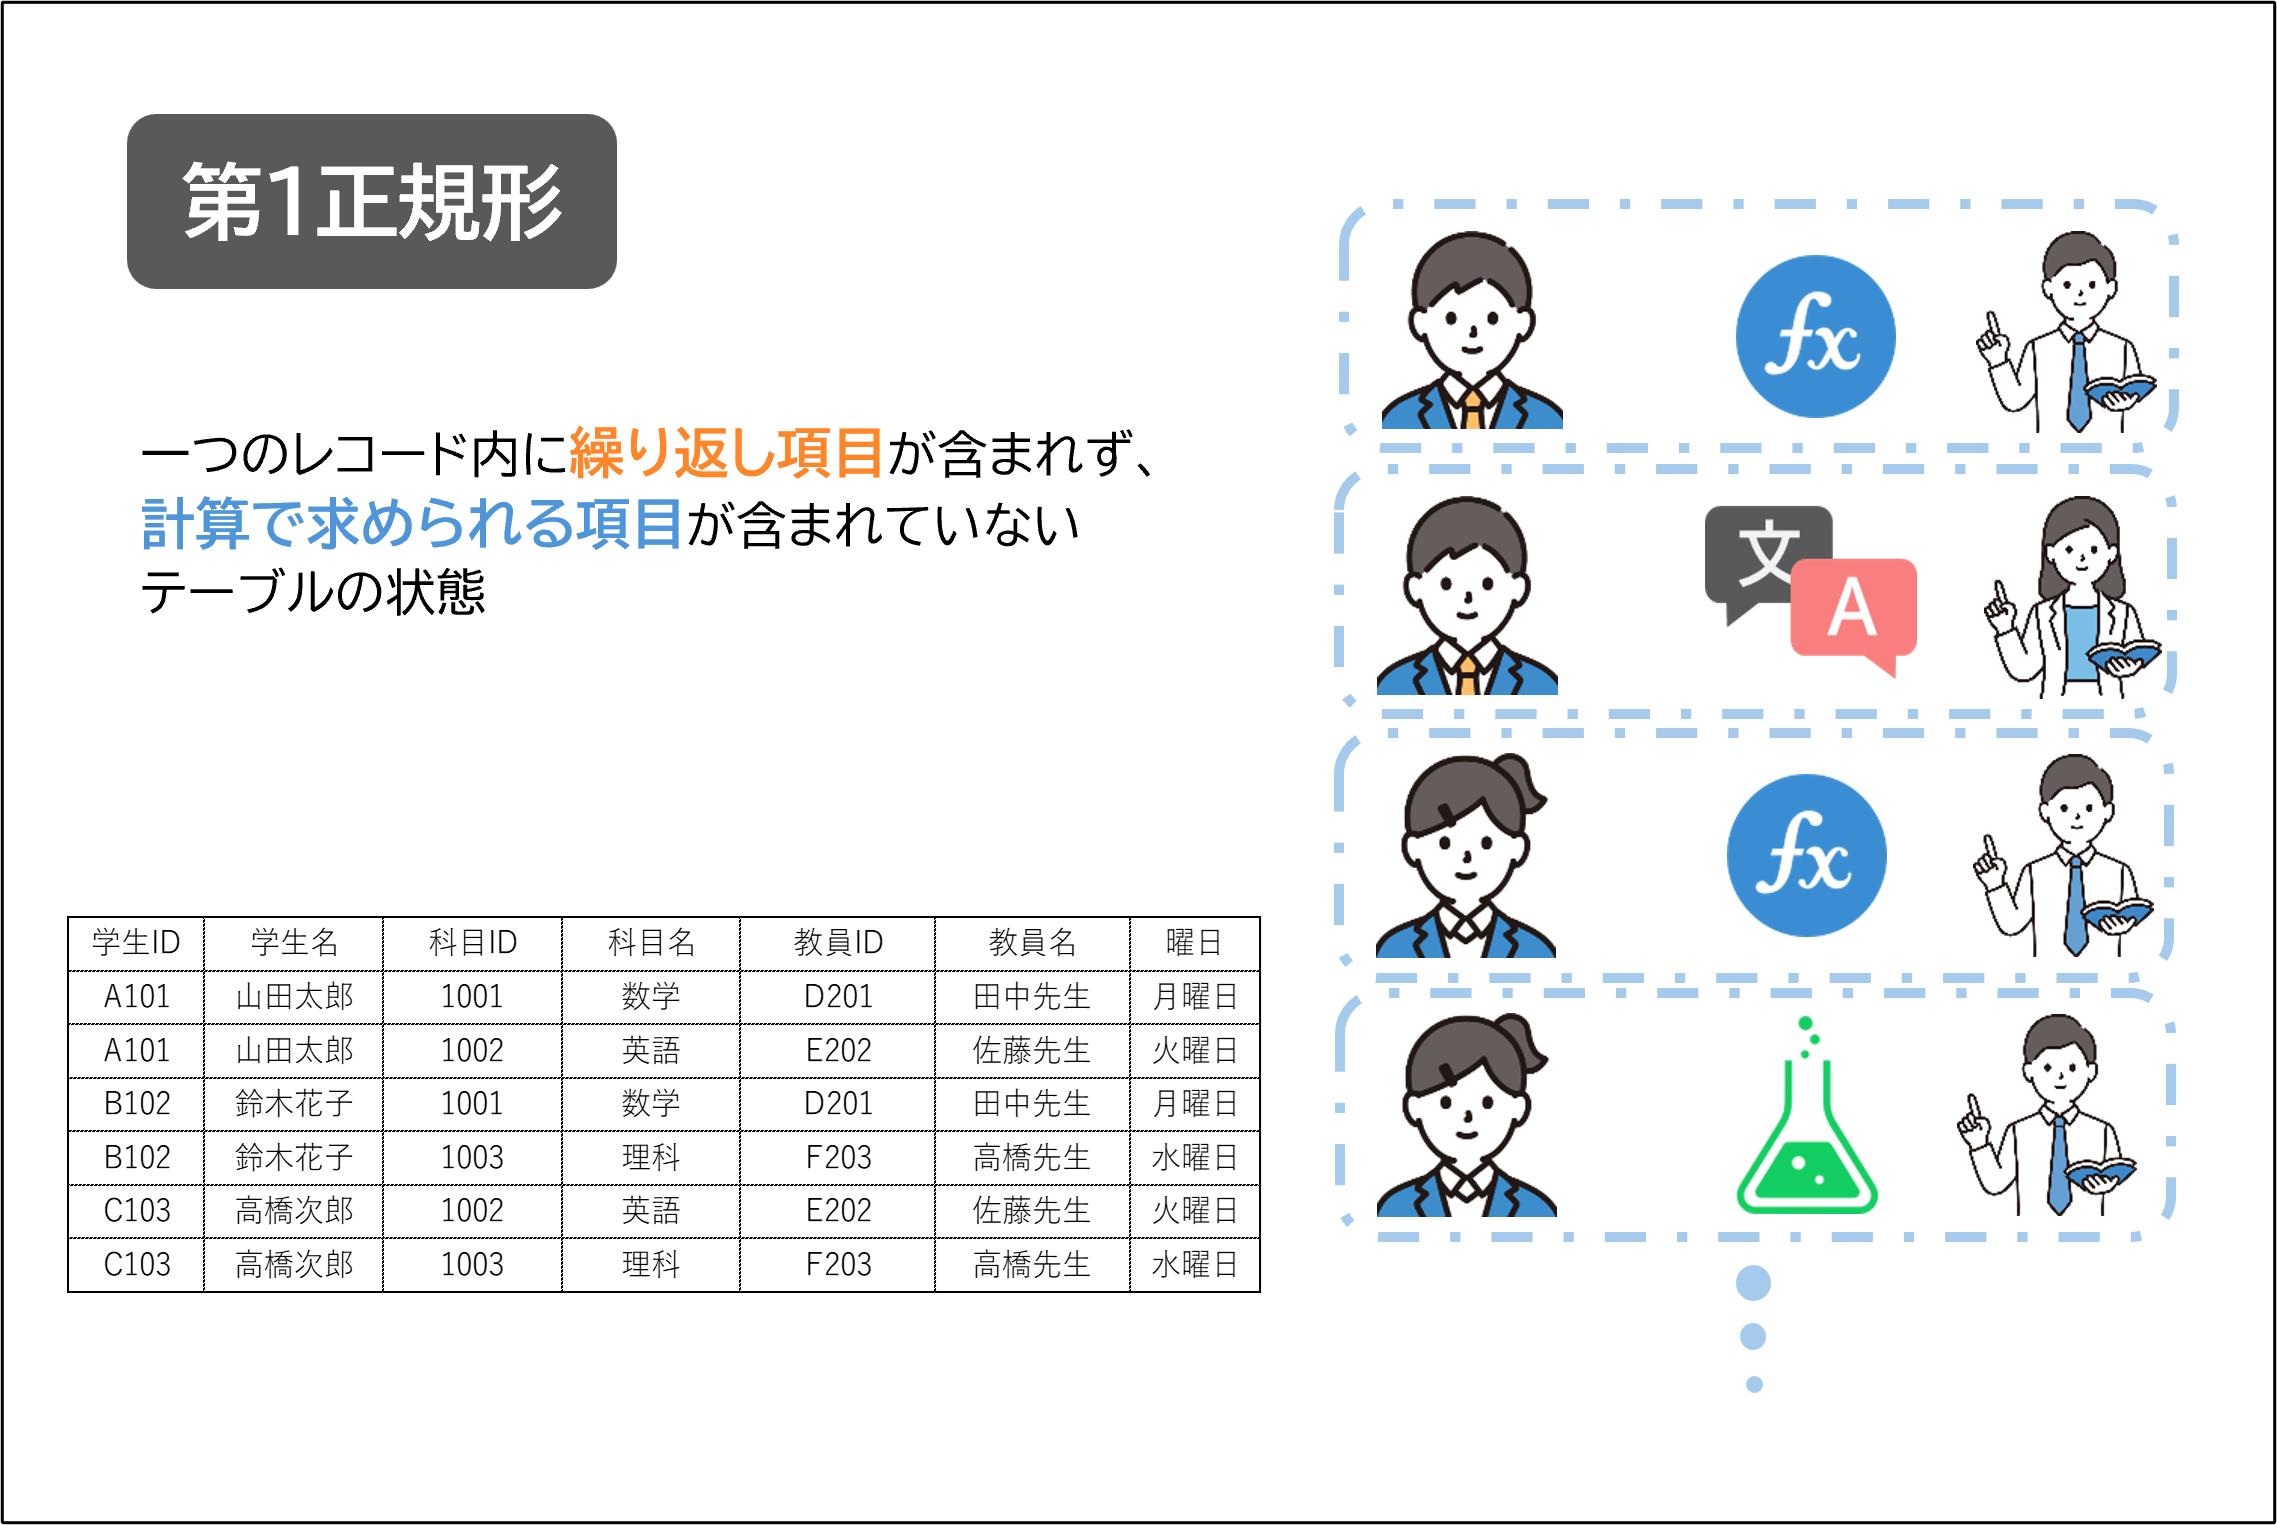 第1正規形
一つのレコード内に繰り返し項目が含まれず、
計算で求められる項目が含まれていない
テーブルの状態
fx
文
A
fx
学生ID 学生名 科目ID 科目名 教員ID 教員名 曜日
A101 山田太郎 1001 数学 D201 田中先生 月曜日
A101 山田太郎 1002 英語 E202 佐藤先生 火曜日
B102 鈴木花子 1001 数学 D201 田中先生 月曜日
B102 鈴木花子 1003 理科 F203 高橋先生 水曜日
C103 高橋次郎 1002 英語 E202 佐藤先生 火曜日
C103 高橋次郎 1003 理科 F203 高橋先生 水曜日